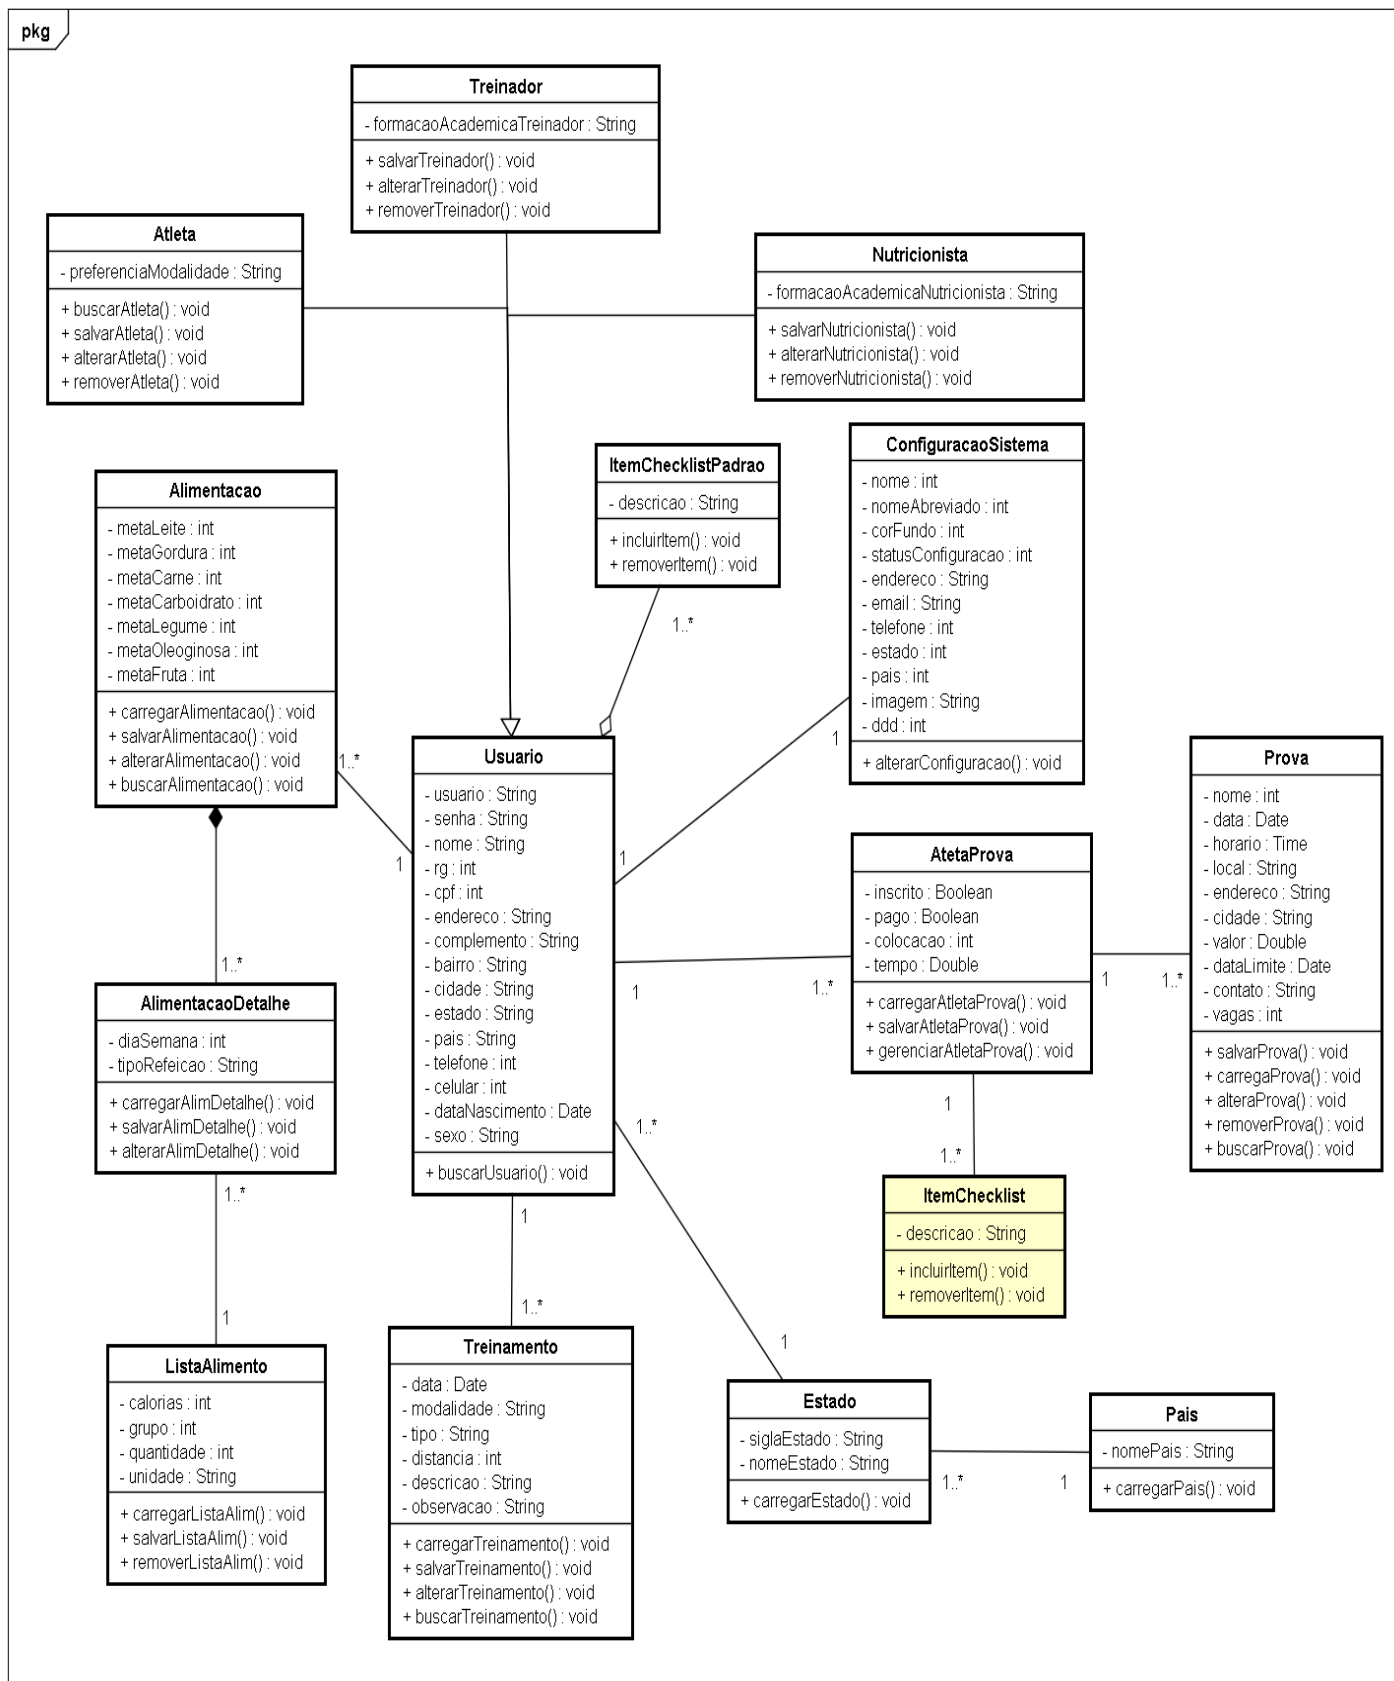 pkg
Treinador
- formacaoAcademicaTreinador : String
+ salvarTreinador() : void
+ alterarTreinador() : void
+ removerTreinador() : void
Atleta
- preferenciaModalidade : String
+ buscarAtleta() : void
+ salvarAtleta() : void
+ alterarAtleta() : void
+ removerAtleta() : void
Nutricionista
- formacaoAcademicaNutricionista : String
+ salvarNutricionista() : void
+ alterarNutricionista() : void
+ removerNutricionista() : void
Alimentacao
- metaLeite : int
- metaGordura : int
- metaCarne : int
- metaCarboidrato : int
- metaLegume : int
- metaOleoginosa : int
- metaFruta : int
+ carregarAlimentacao() : void
+ salvarAlimentacao() : void
+ alterarAlimentacao() : void
+ buscarAlimentacao() : void
1..*
1
ItemChecklistPadrao
- descricao : String
+ incluirItem() : void
+ removerItem() : void
1..*
ConfiguracaoSistema
- nome : int
- nomeAbreviado : int
- corFundo : int
- statusConfiguracao : int
- endereco : String
- email : String
- telefone : int
- estado : int
- pais : int
- imagem : String
- ddd : int
+ alterarConfiguracao() : void
1
1
Usuario
- usuario : String
- senha : String
- nome : String
- rg : int
- cpf : int
- endereco : String
- complemento : String
- bairro : String
- cidade : String
- estado : String
- pais : String
- telefone : int
- celular : int
- dataNascimento : Date
- sexo : String
+ buscarUsuario() : void
1
1..*
AtetaProva
- inscrito : Boolean
- pago : Boolean
- colocacao : int
- tempo : Double
+ carregarAtletaProva() : void
+ salvarAtletaProva() : void
+ gerenciarAtletaProva() : void
1
1..*
Prova
- nome : int
- data : Date
- horario : Time
- local : String
- endereco : String
- cidade : String
- valor : Double
- dataLimite : Date
- contato : String
- vagas : int
+ salvarProva() : void
+ carregaProva() : void
+ alteraProva() : void
+ removerProva() : void
+ buscarProva() : void
1..*
AlimentacaoDetalhe
- diaSemana : int
- tipoRefeicao : String
+ carregarAlimDetalhe() : void
+ salvarAlimDetalhe() : void
+ alterarAlimDetalhe() : void
1..*
1
1
1..*
ItemChecklist
- descricao : String
+ incluirItem() : void
+ removerItem() : void
1..*
1
1
1..*
ListaAlimento
- calorias : int
- grupo : int
- quantidade : int
- unidade : String
+ carregarListaAlim() : void
+ salvarListaAlim() : void
+ removerListaAlim() : void
Treinamento
- data : Date
- modalidade : String
- tipo : String
- distancia : int
- descricao : String
- observacao : String
+ carregarTreinamento() : void
+ salvarTreinamento() : void
+ alterarTreinamento() : void
+ buscarTreinamento() : void
Estado
- siglaEstado : String
- nomeEstado : String
+ carregarEstado() : void
1..*
1
Pais
- nomePais : String
+ carregarPais() : void